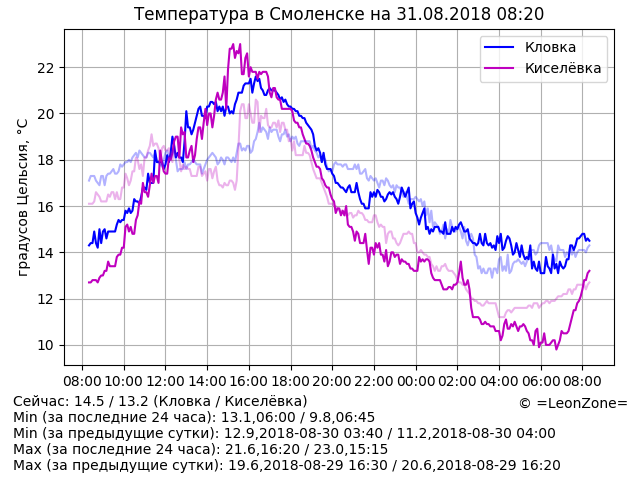 Температура в Смоленске на 31.08.2018 08:20
Кловка
Киселёвка
градусов Цельсия, °C
22
20
18
16
14
12
10
08:00 10:00 12:00 14:00 16:00 18:00 20:00 22:00 00:00 02:00 04:00 06:00 08:00
Сейчас: 14.5 / 13.2 (Кловка / Киселёвка)
© =LeonZone=
Min (за последние 24 часа): 13.1,06:00 / 9.8,06:45
Min (за предыдущие сутки): 12.9,2018-08-30 03:40 / 11.2,2018-08-30 04:00
Max (за последние 24 часа): 21.6,16:20 / 23.0,15:15
Max (за предыдущие сутки): 19.6,2018-08-29 16:30 / 20.6,2018-08-29 16:20